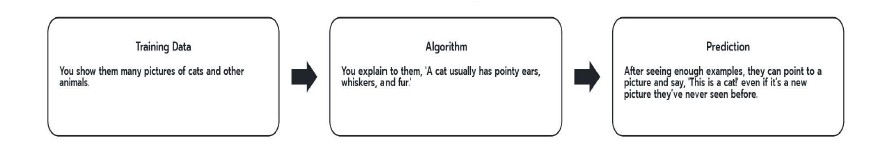 Training Data
You show them many pictures of cats and other
animals.
Algorithm
You explain to them, 'A cat usually has pointy ears,
whiskers, and fur.'
Prediction
After seeing enough examples, they can point to a
picture and say, 'This is a cat!' even if it's a new
picture they've never seen before.